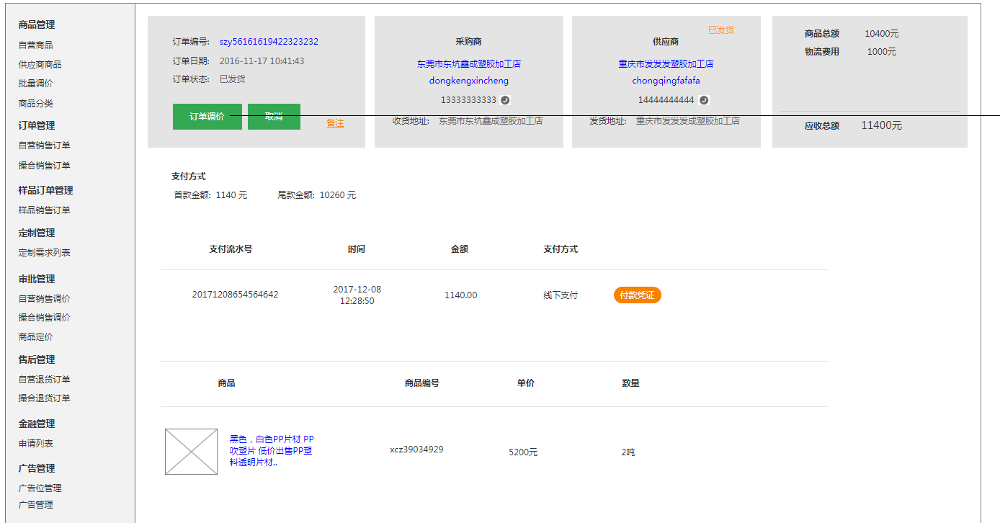 商品管理
自营商品
供应商商品
批量调价
商品分类
订单管理
自营销售订单
撮合销售订单
样品订单管理
样品销售订单
定制管理
定制需求列表
审批管理
自营销售调价
撮合销售调价
商品定价
售后管理
自营退货订单
撮合退货订单
金融管理
申请列表
广告管理
广告位管理
广告管理
订单编号: szy56161619422323232
订单日期: 2016-11-17 10:41:43
订单状态: 已发货
订单调价 取消 备注
采购商
东莞市东坑鑫成塑胶加工店
dongkengxincheng
13333333333
收货地址: 东莞市东坑鑫成塑胶加工店
已发货
供应商
重庆市发发发塑胶加工店
chongqingfafafa
14444444444
发货地址: 重庆市发发发成塑胶加工店
商品总额 10400元
物流费用 1000元
应收总额 11400元
支付方式
首款金额: 1140 元 尾款金额: 10260 元
支付流水号 时间 金额 支付方式
20171208654564642 2017-12-08 12:28:50 1140.00 线下支付 付款凭证
商品 商品编号 单价 数量
黑色，白色PP片材 PP
吹塑片 低价出售PP塑
料透明片材..
xcz39034929 5200元 2吨